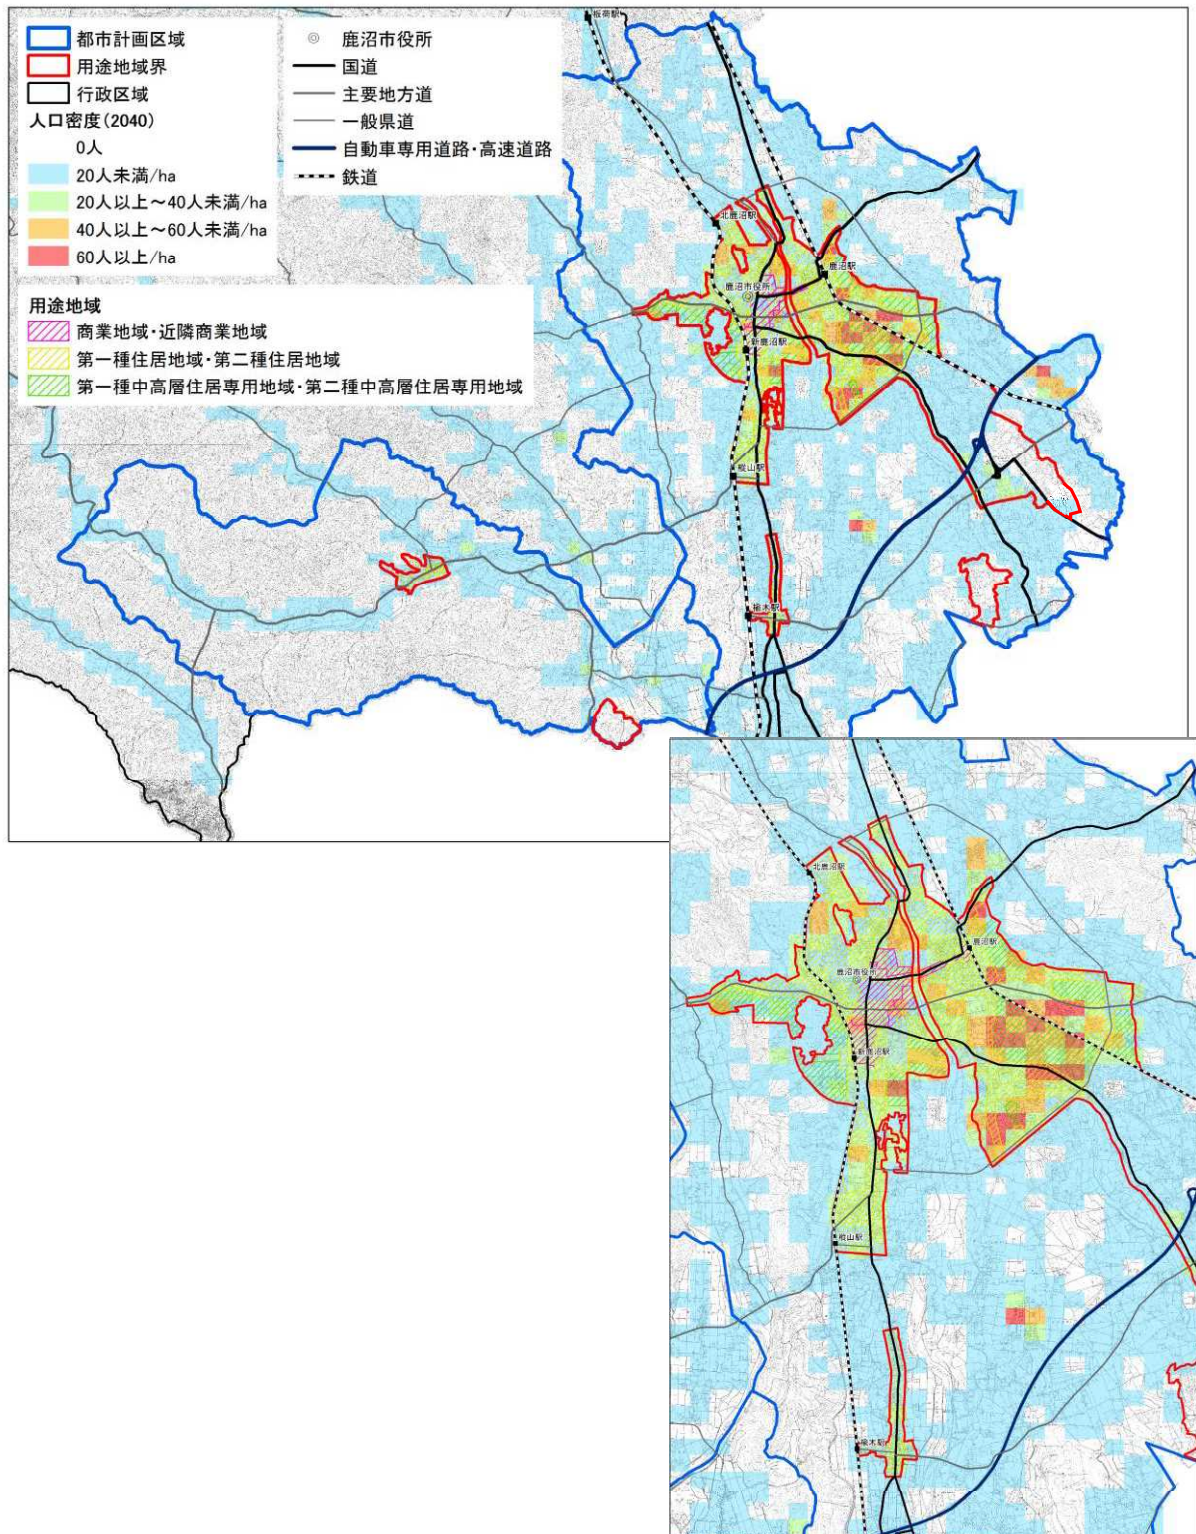 都市計画区域
用途地域界
行政区域
人口密度(2040)
0人
20人未満/ha
20人以上～40人未満/ha
40人以上～60人未満/ha
60人以上/ha
鹿沼市役所
国道
主要地方道
一般県道
自動車専用道路・高速道路
鉄道
用途地域
商業地域・近隣商業地域
第一種住居地域・第二種住居地域
第一種中高層住居専用地域・第二種中高層住居専用地域
板荷駅
北鹿沼駅
鹿沼駅
鹿沼市役所
新鹿沼駅
樅山駅
楡木駅
北鹿沼駅
鹿沼駅
鹿沼市役所
新鹿沼駅
樅山駅
楡木駅